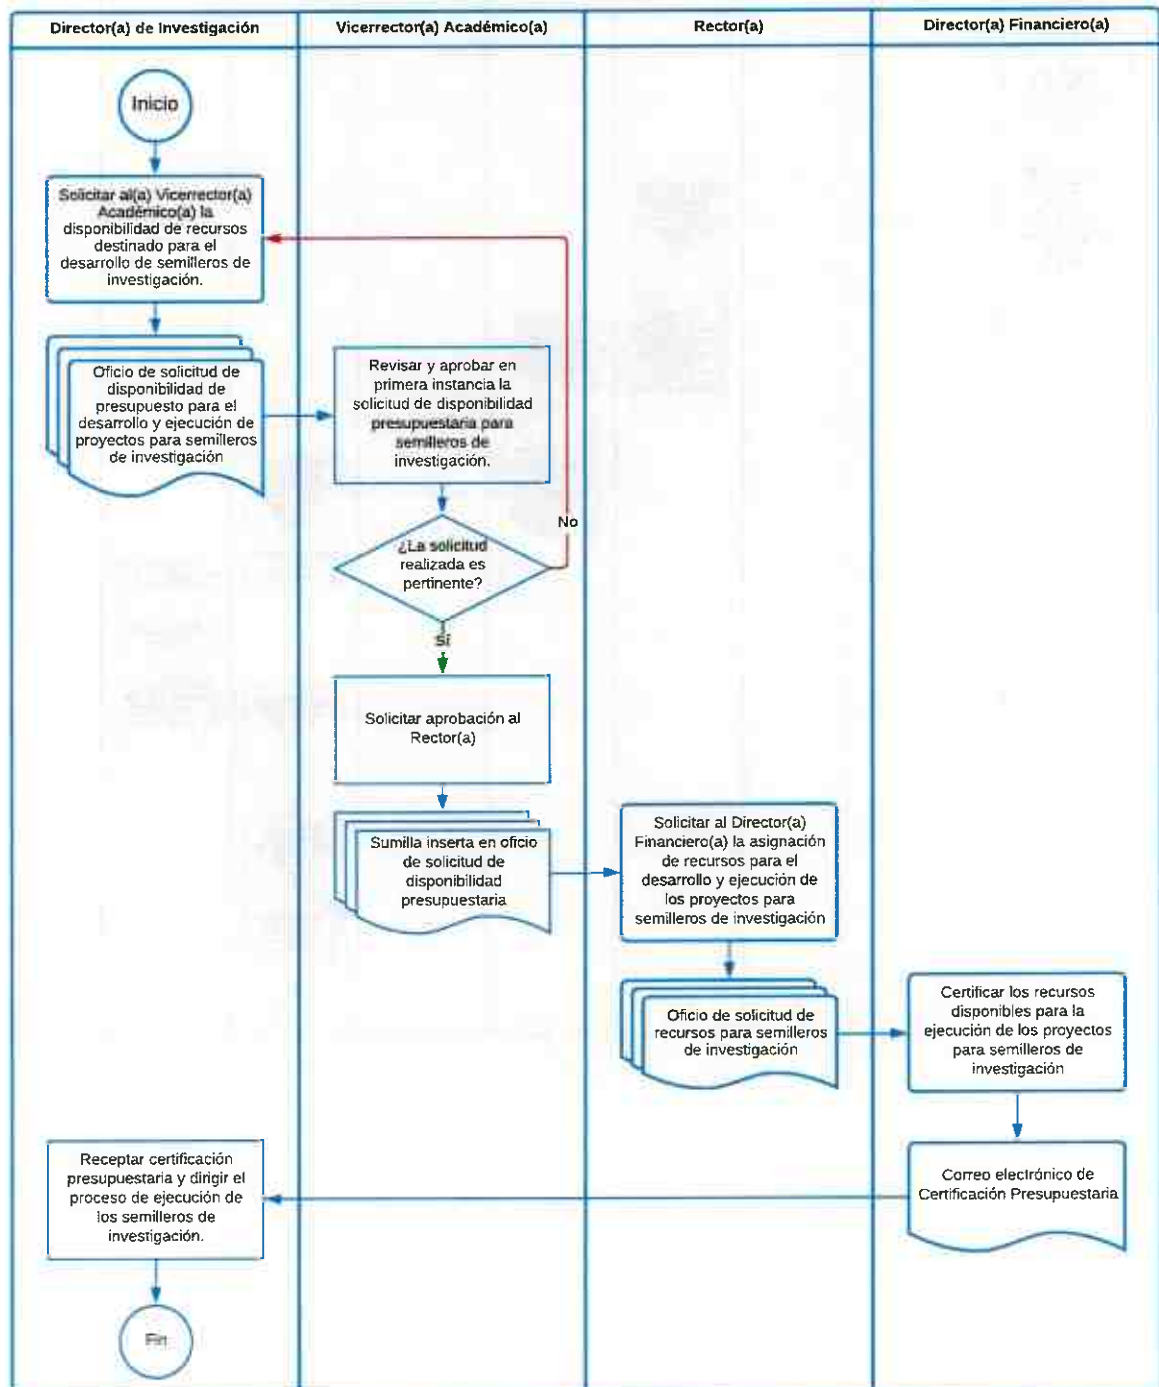 Director(a) de Investigación
Vicerrector(a) Académico(a)
Rector(a)
Director(a) Financiero(a)
Inicio
Solicitar al(a) Vicerrector(a)
Académico(a) la
disponibilidad de recursos
destinado para el
desarrollo de semilleros de
investigación.
Oficio de solicitud de
disponibilidad de
presupuesto para el
desarrollo y ejecución de
proyectos para semilleros
de investigación
Revisar y aprobar en
primera instancia la
solicitud de disponibilidad
presupuestaria para
semilleros de
investigación.
No
¿La solicitud
realizada es
pertinente?
Sí
Solicitar aprobación al
Rector(a)
Sumilla inserta en oficio
de solicitud de
disponibilidad
presupuestaria
Solicitar al Director(a)
Financiero(a) la asignación
de recursos para el
desarrollo y ejecución de
los proyectos para
semilleros de investigación
Oficio de solicitud de
recursos para semilleros
de investigación
Certificar los recursos
disponibles para la
ejecución de los proyectos
para semilleros de
investigación
Correo electrónico de
Certificación Presupuestaria
Receptar certificación
presupuestaria y dirigir el
proceso de ejecución de
los semilleros de
investigación.
Fin